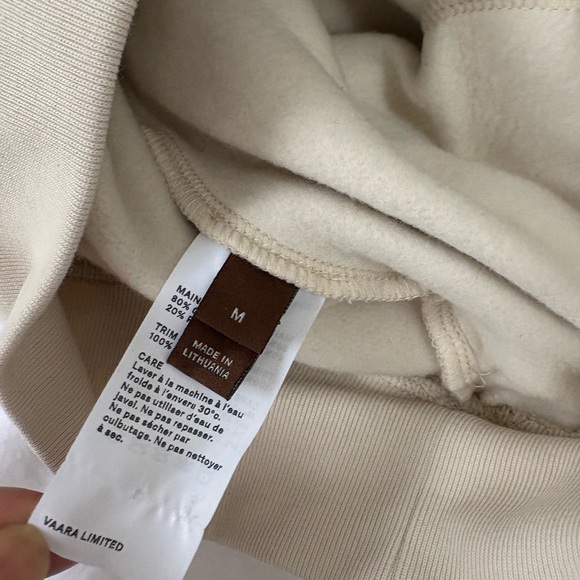 M
MADE IN
LITHUANIA
MAIN
80%
20%
TRIM
100%
CARE
Laver à la machine à l'eau
froide à l'envers 30°c.
Ne pas utiliser d'eau de
javel. Ne pas repasser.
Ne pas sécher par
culbutage. Ne pas nettoyer
à sec.
VAARA LIMITED